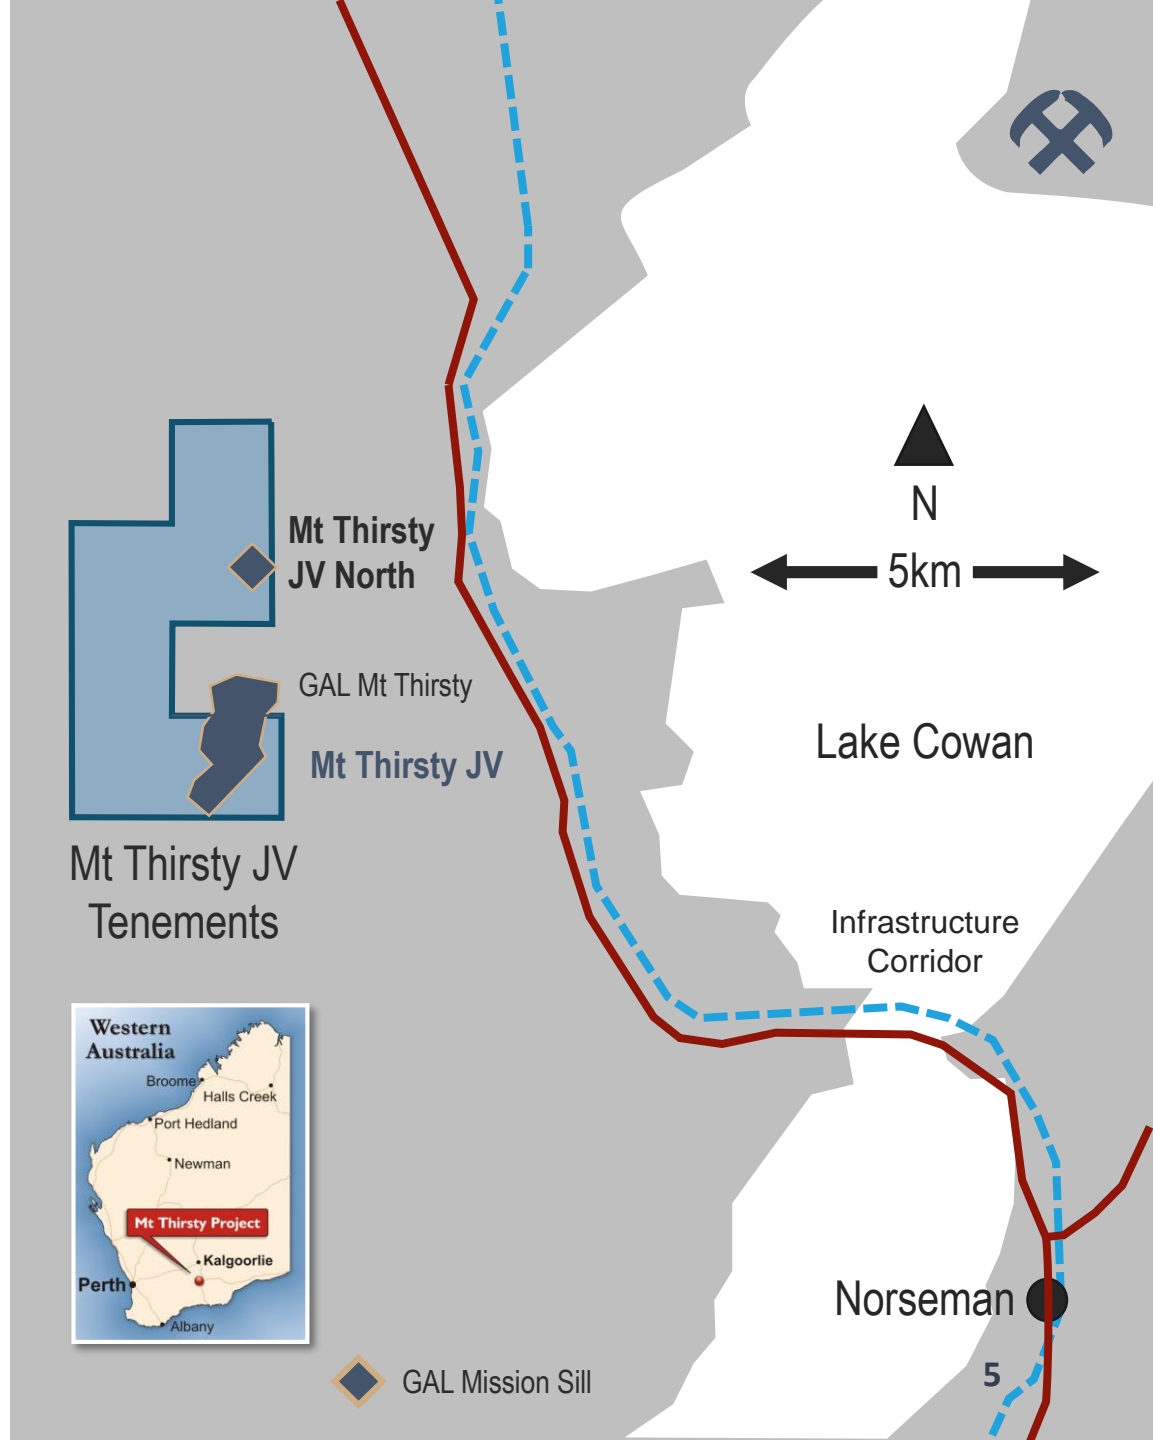 N
5km
Mt Thirsty
JV North
GAL Mt Thirsty
Mt Thirsty JV
Lake Cowan
Mt Thirsty JV
Tenements
Infrastructure
Corridor
Western
Australia
Broome
Halls Creek
Port Hedland
Newman
Mt Thirsty Project
Kalgoorlie
Perth
Albany
Norseman
5
GAL Mission Sill